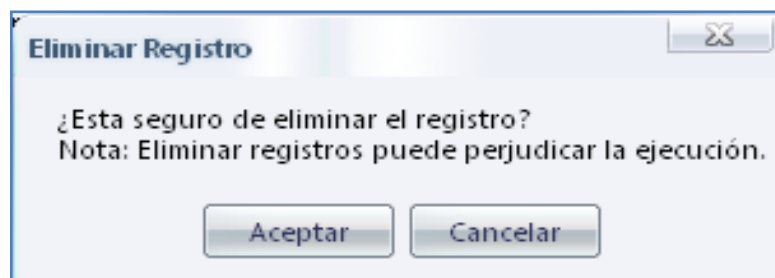 Eliminar Registro
¿Esta seguro de eliminar el registro?
Nota: Eliminar registros puede perjudicar la ejecución.
Aceptar Cancelar